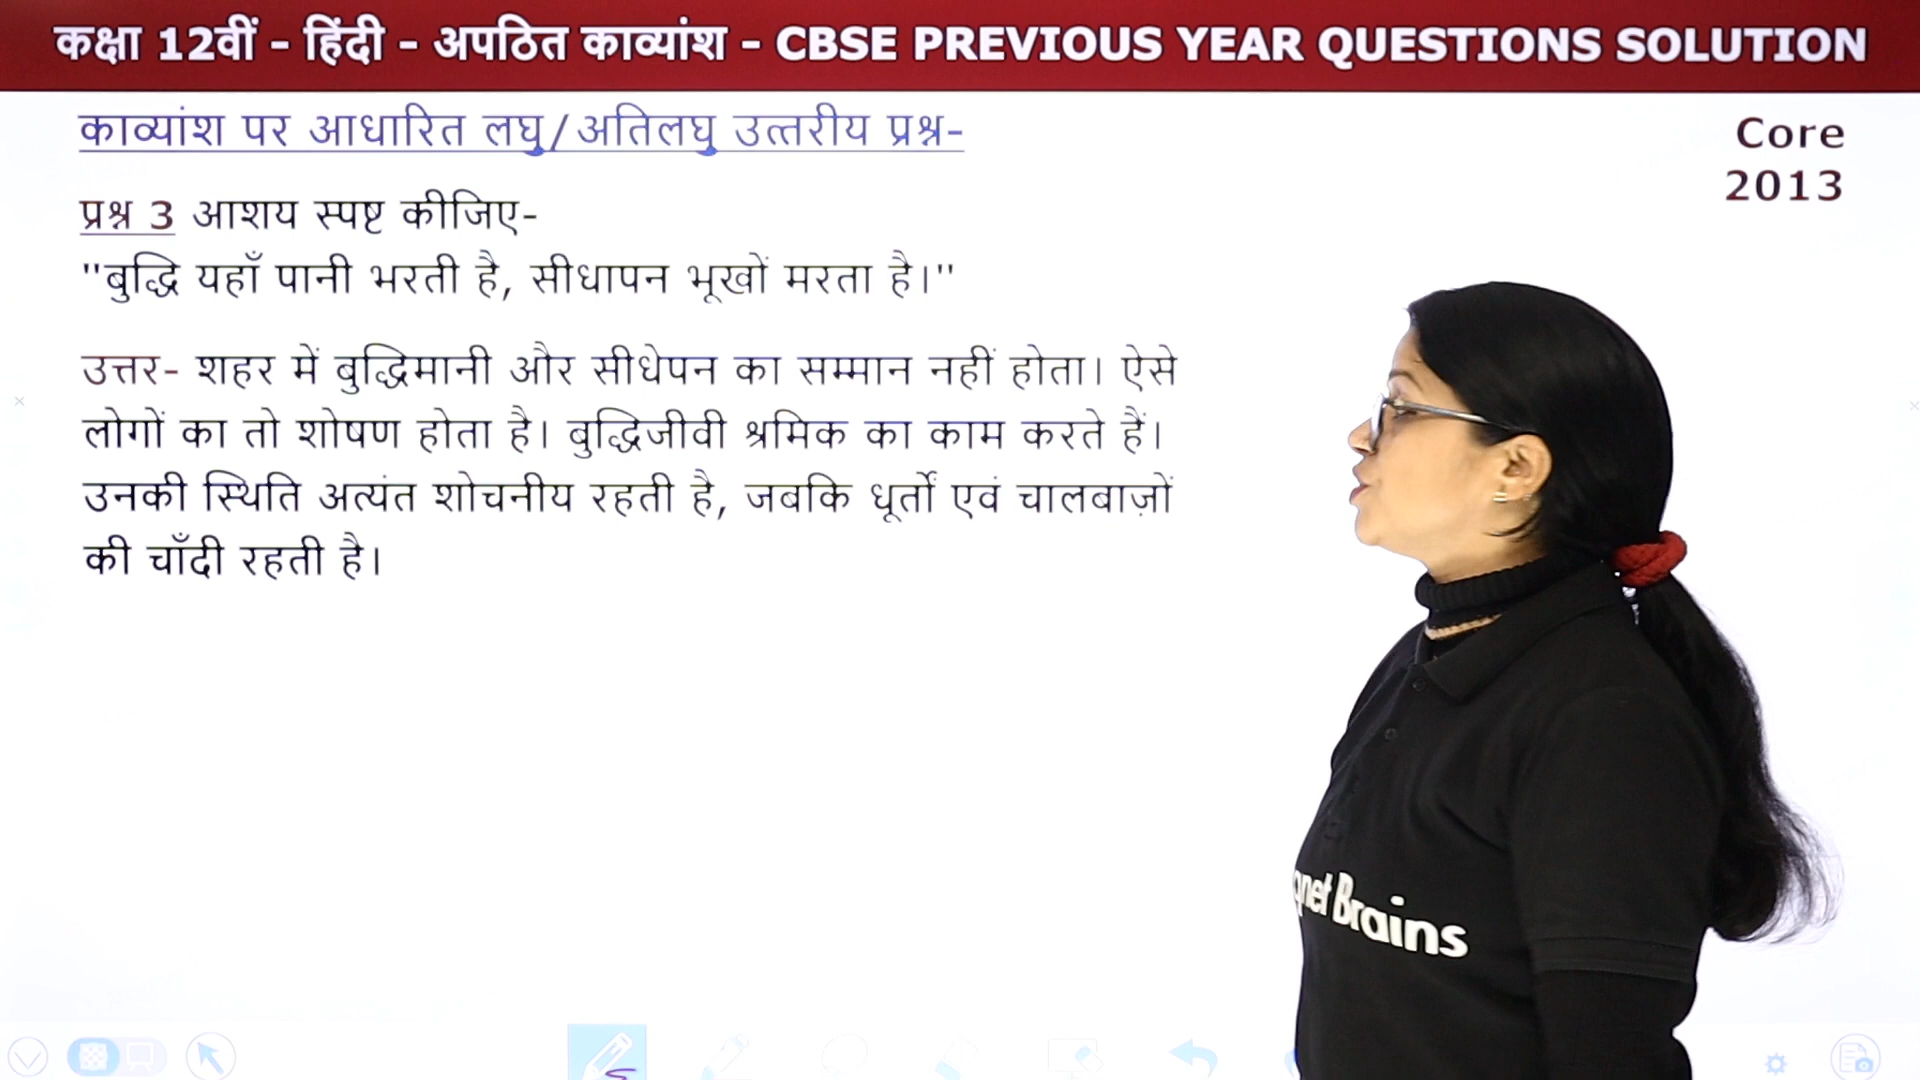 कक्षा 12वीं - हिंदी - अपठित काव्यांश - CBSE PREVIOUS YEAR QUESTIONS SOLUTION
काव्यांश पर आधारित लघु/अतिलघु उत्तरीय प्रश्न-
Core
2013
प्रश्न 3 आशय स्पष्ट कीजिए-
"बुद्धि यहाँ पानी भरती है, सीधापन भूखों मरता है।"
उत्तर- शहर में बुद्धिमानी और सीधेपन का सम्मान नहीं होता। ऐसे
लोगों का तो शोषण होता है। बुद्धिजीवी श्रमिक का काम करते हैं।
उनकी स्थिति अत्यंत शोचनीय रहती है, जबकि धूर्तों एवं चालबाज़ों
की चाँदी रहती है।
Brains